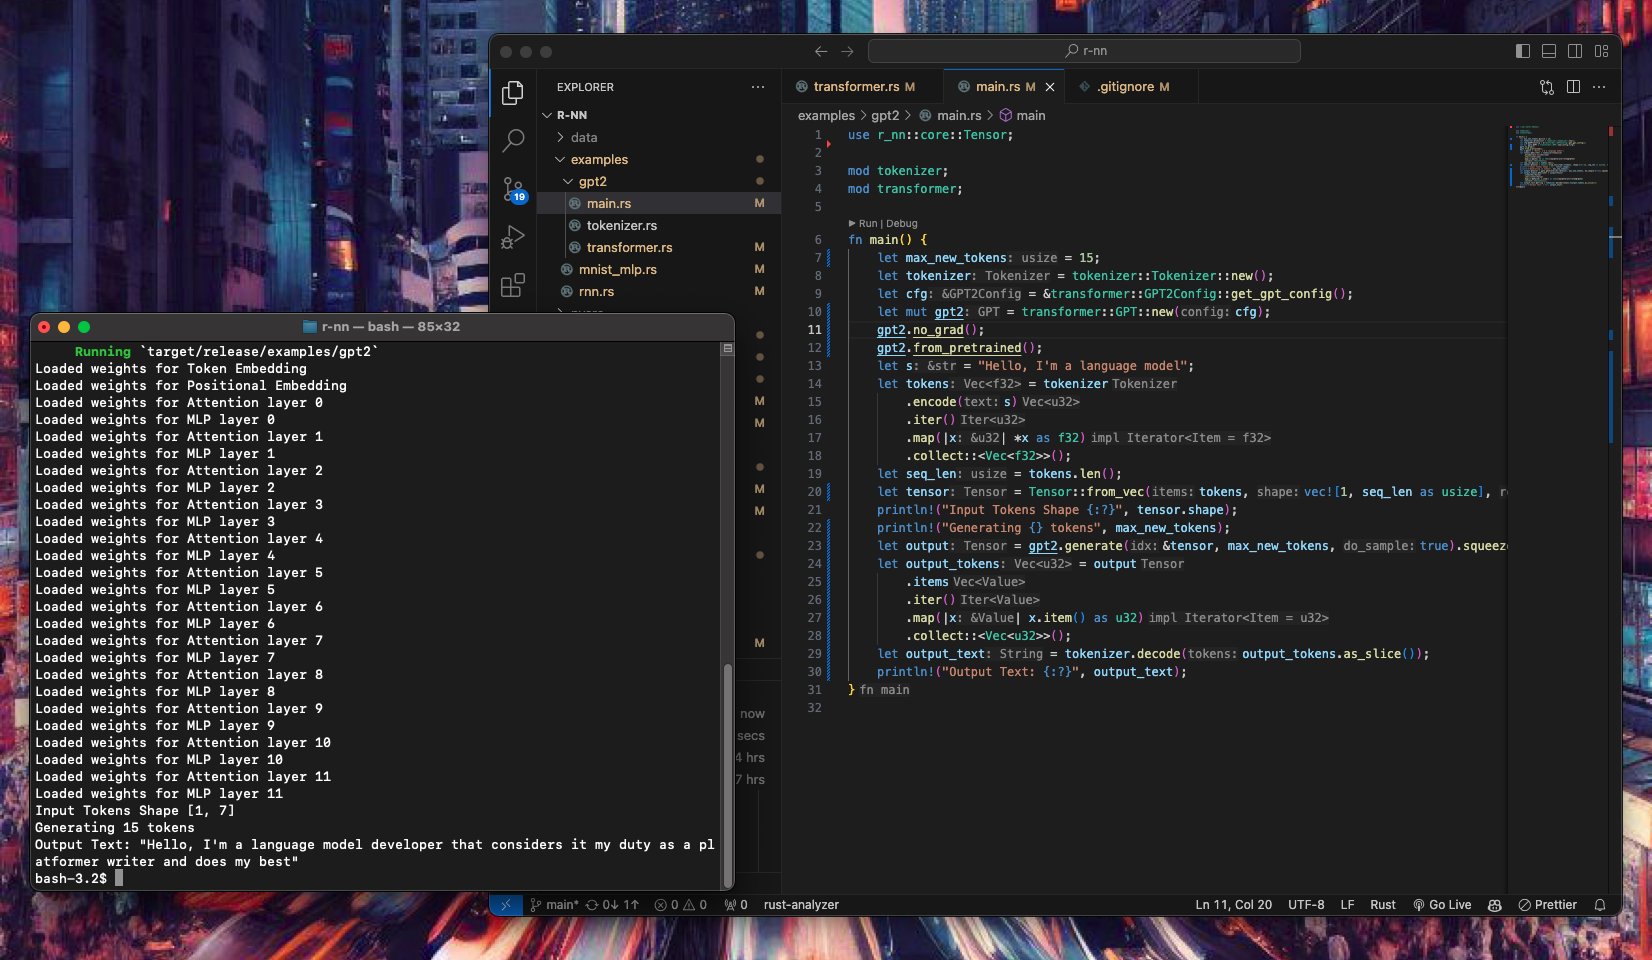 r-nn
EXPLORER
transformer.rs M
main.rs M
.gitignore M
R-NN
data
examples
gpt2
main.rs M
tokenizer.rs
transformer.rs M
mnist_mlp.rs M
rnn.rs M
19
M
M
M
M
M
now
secs
4 hrs
7 hrs
examples > gpt2 > main.rs > main
1 use r_nn::core::Tensor;
2
3 mod tokenizer;
4 mod transformer;
5
Run | Debug
6 fn main() {
7 let max_new_tokens: usize = 15;
8 let tokenizer: Tokenizer = tokenizer::Tokenizer::new();
9 let cfg: &GPT2Config = &transformer::GPT2Config::get_gpt_config();
10 let mut gpt2: GPT = transformer::GPT::new(config: cfg);
11 gpt2.no_grad();
12 gpt2.from_pretrained();
13 let s: &str = "Hello, I'm a language model";
14 let tokens: Vec<f32> = tokenizer Tokenizer
15 .encode(text: s) Vec<u32>
16 .iter() Iter<u32>
17 .map(|x: &u32| *x as f32) impl Iterator<Item = f32>
18 .collect::<Vec<f32>>();
19 let seq_len: usize = tokens.len();
20 let tensor: Tensor = Tensor::from_vec(items: tokens, shape: vec![1, seq_len as usize],
21 println!("Input Tokens Shape {:?}", tensor.shape);
22 println!("Generating {} tokens", max_new_tokens);
23 let output: Tensor = gpt2.generate(idx: &tensor, max_new_tokens, do_sample: true).squeez
24 let output_tokens: Vec<u32> = output Tensor
25 .items Vec<Value>
26 .iter() Iter<Value>
27 .map(|x: &Value| x.item() as u32) impl Iterator<Item = u32>
28 .collect::<Vec<u32>>();
29 let output_text: String = tokenizer.decode(tokens: output_tokens.as_slice());
30 println!("Output Text: {:?}", output_text);
31 } fn main
32
r-nn — bash — 85×32
Running `target/release/examples/gpt2`
Loaded weights for Token Embedding
Loaded weights for Positional Embedding
Loaded weights for Attention layer 0
Loaded weights for MLP layer 0
Loaded weights for Attention layer 1
Loaded weights for MLP layer 1
Loaded weights for Attention layer 2
Loaded weights for MLP layer 2
Loaded weights for Attention layer 3
Loaded weights for MLP layer 3
Loaded weights for Attention layer 4
Loaded weights for MLP layer 4
Loaded weights for Attention layer 5
Loaded weights for MLP layer 5
Loaded weights for Attention layer 6
Loaded weights for MLP layer 6
Loaded weights for Attention layer 7
Loaded weights for MLP layer 7
Loaded weights for Attention layer 8
Loaded weights for MLP layer 8
Loaded weights for Attention layer 9
Loaded weights for MLP layer 9
Loaded weights for Attention layer 10
Loaded weights for MLP layer 10
Loaded weights for Attention layer 11
Loaded weights for MLP layer 11
Input Tokens Shape [1, 7]
Generating 15 tokens
Output Text: "Hello, I'm a language model developer that considers it my duty as a pl
atformer writer and does my best"
bash-3.2$
main* 0↓ 1↑ 0 0 0 rust-analyzer
Ln 11, Col 20 UTF-8 LF Rust Go Live Prettier